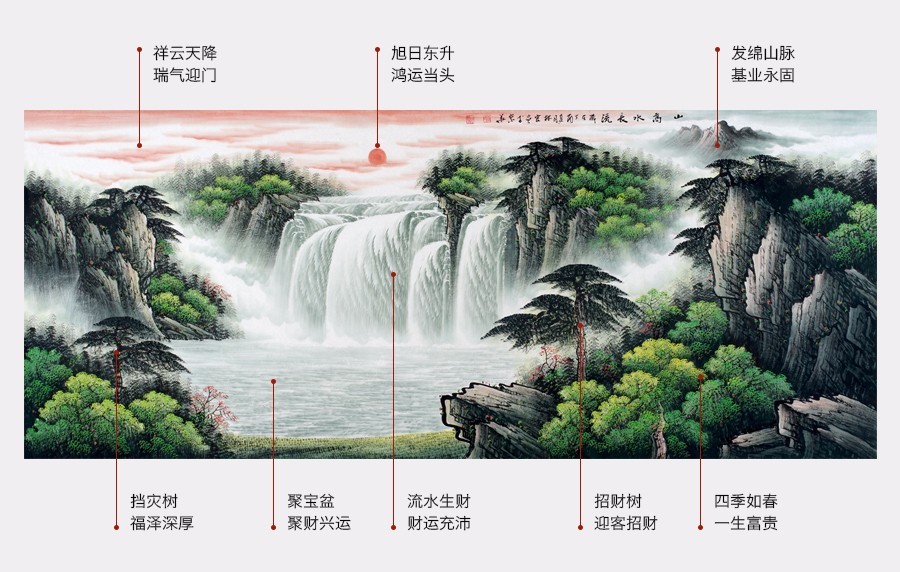 祥云天降
瑞气迎门
旭日东升
鸿运当头
发绵山脉
基业永固
山高水长流
挡灾树
福泽深厚
聚宝盆
聚财兴运
流水生财
财运充沛
招财树
迎客招财
四季如春
一生富贵